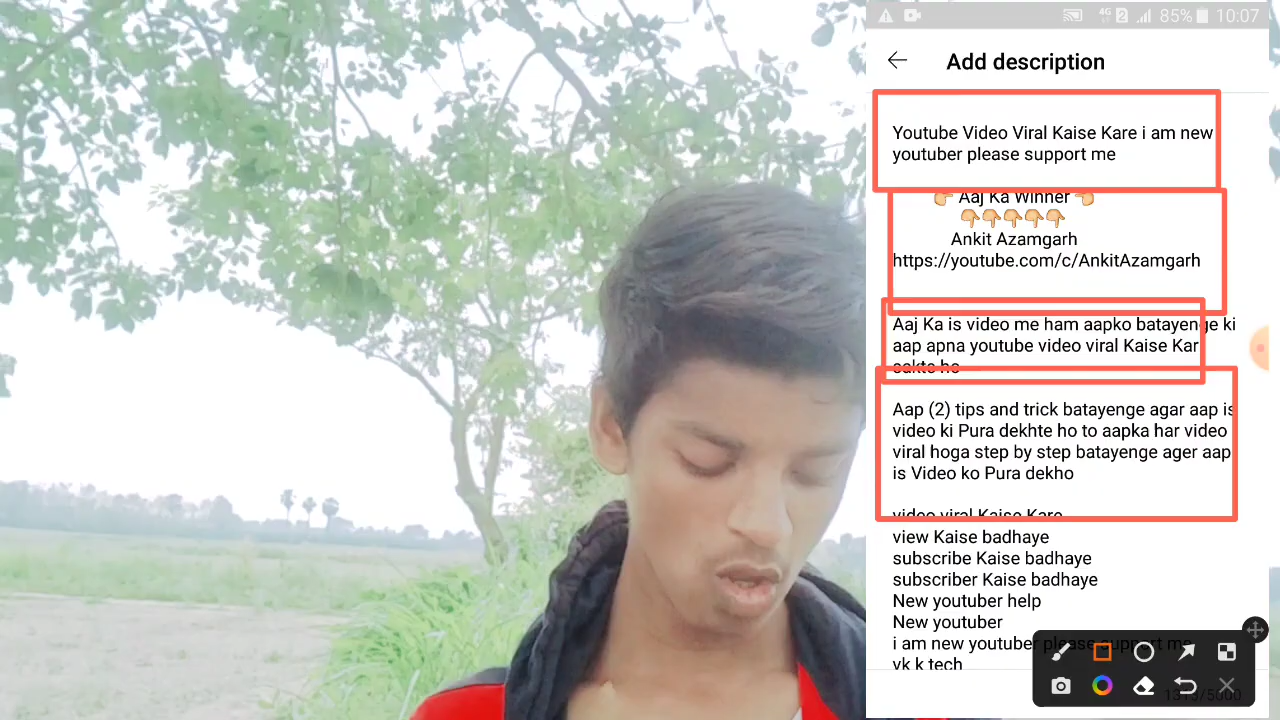 4G 2 85% 10:07
Add description
Youtube Video Viral Kaise Kare i am new
youtuber please support me
👉 Aaj Ka Winner 👈
👇👇👇👇👇
Ankit Azamgarh
https://youtube.com/c/AnkitAzamgarh
Aaj Ka is video me ham aapko batayenge ki
aap apna youtube video viral Kaise Kar
sakte ho
Aap (2) tips and trick batayenge agar aap is
video ki Pura dekhte ho to aapka har video
viral hoga step by step batayenge ager aap
is Video ko Pura dekho
video viral Kaise Kare
view Kaise badhaye
subscribe Kaise badhaye
subscriber Kaise badhaye
New youtuber help
New youtuber
i am new youtuber please support me
vk k tech